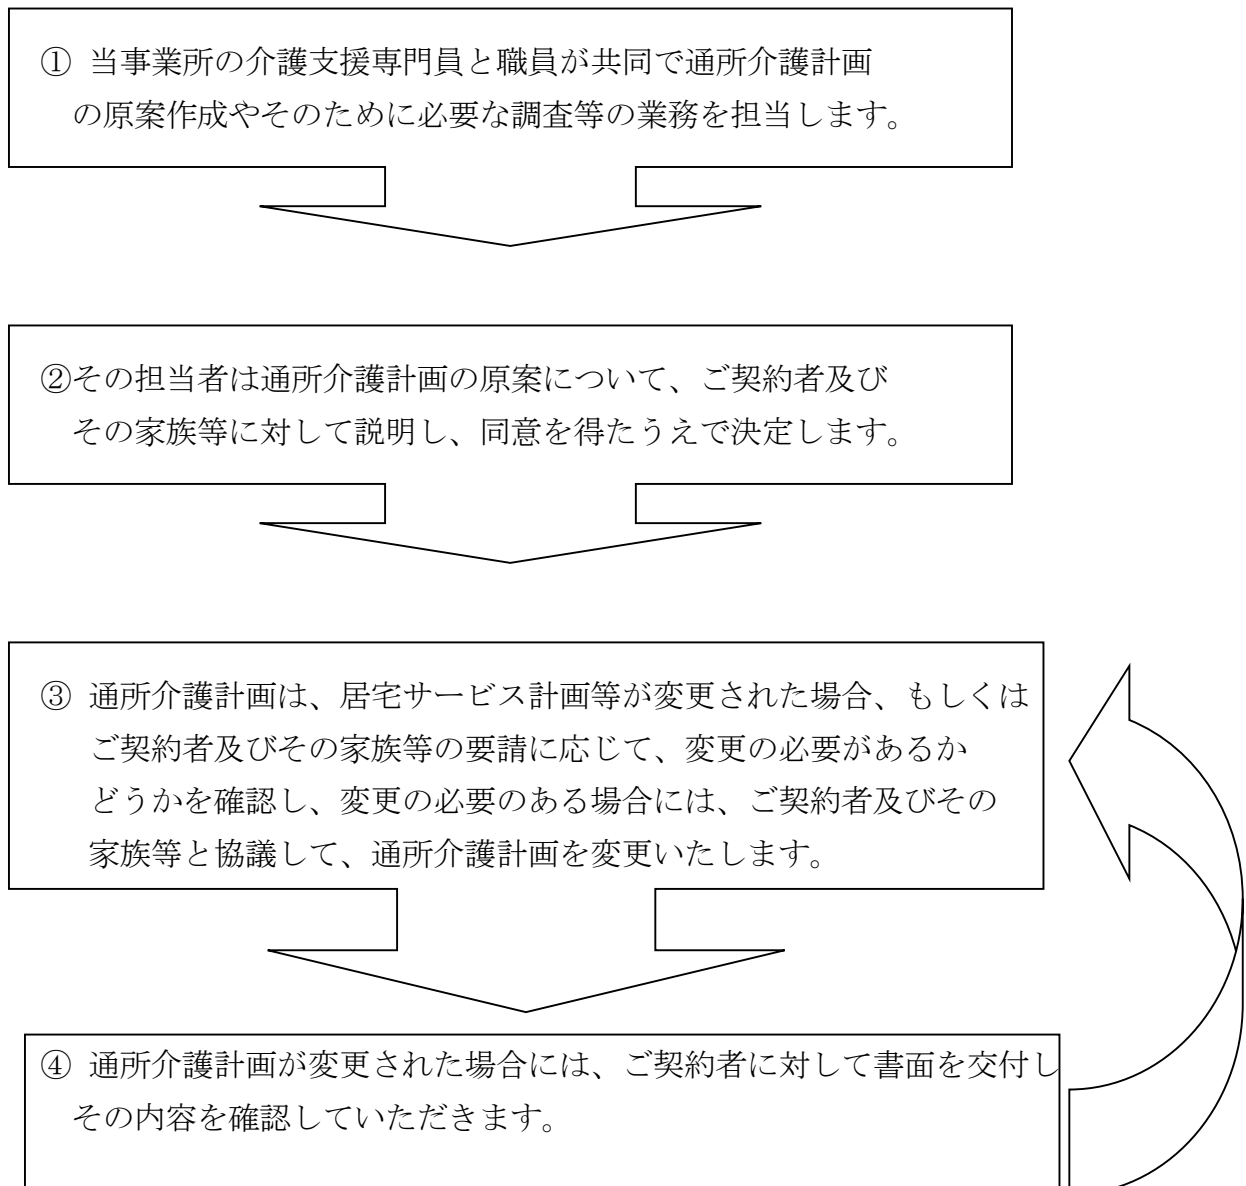 ① 当事業所の介護支援専門員と職員が共同で通所介護計画
の原案作成やそのために必要な調査等の業務を担当します。
②その担当者は通所介護計画の原案について、ご契約者及び
その家族等に対して説明し、同意を得たうえで決定します。
③ 通所介護計画は、居宅サービス計画等が変更された場合、もしくは
ご契約者及びその家族等の要請に応じて、変更の必要があるか
どうかを確認し、変更の必要のある場合には、ご契約者及びその
家族等と協議して、通所介護計画を変更いたします。
④ 通所介護計画が変更された場合には、ご契約者に対して書面を交付し
その内容を確認していただきます。